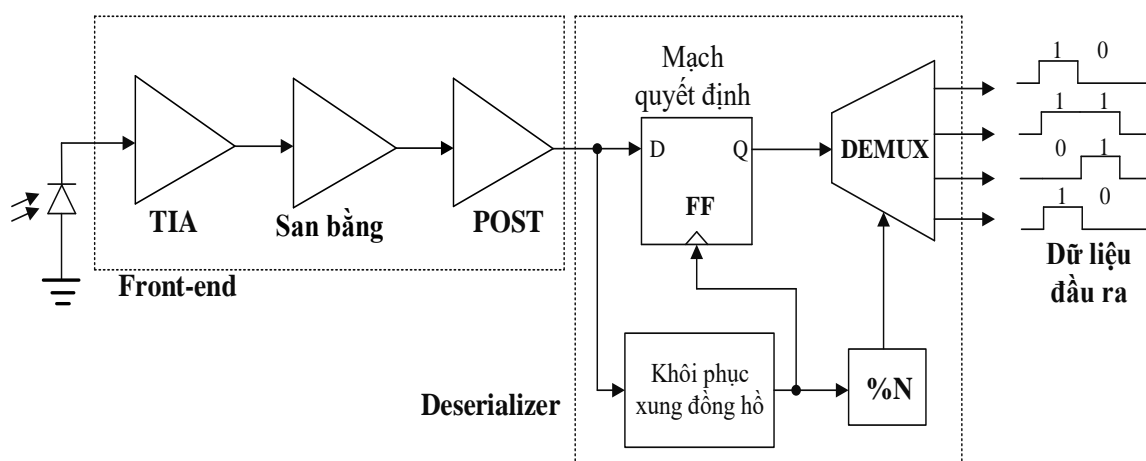 Mạch
quyết định
D Q
FF
TIA
San bằng
POST
DEMUX
1 0
1 1
0 1
1 0
Dữ liệu
đầu ra
Front-end
Khôi phục
xung đồng hồ
%N
Deserializer